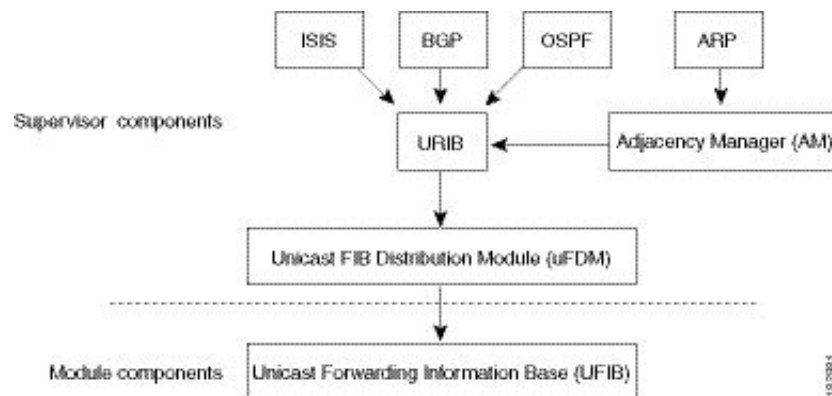 ISIS
BGP
OSPF
ARP
Supervisor components
URIB
Adjacency Manager (AM)
Unicast FIB Distribution Module (uFDM)
Module components
Unicast Forwarding Information Base (UFIB)